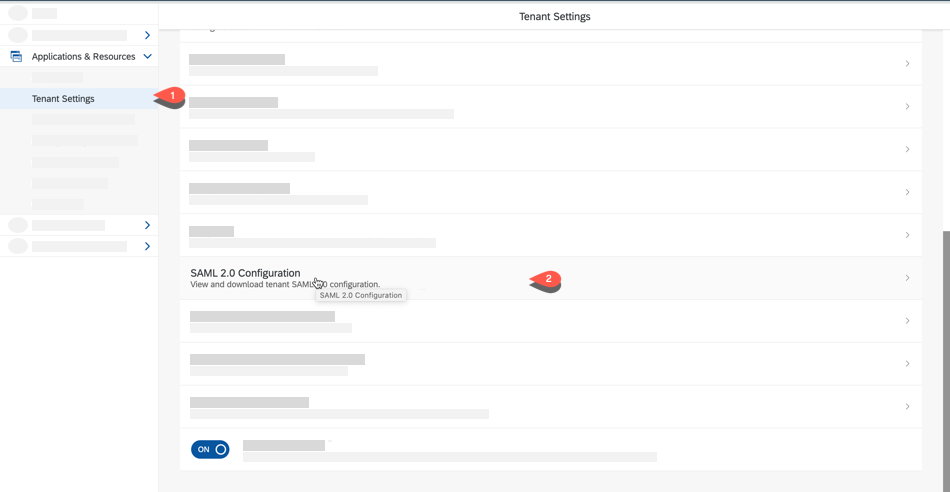 Tenant Settings
Applications & Resources
Tenant Settings
1
SAML 2.0 Configuration
View and download tenant SAML 2.0 configuration.
2
SAML 2.0 Configuration
ON